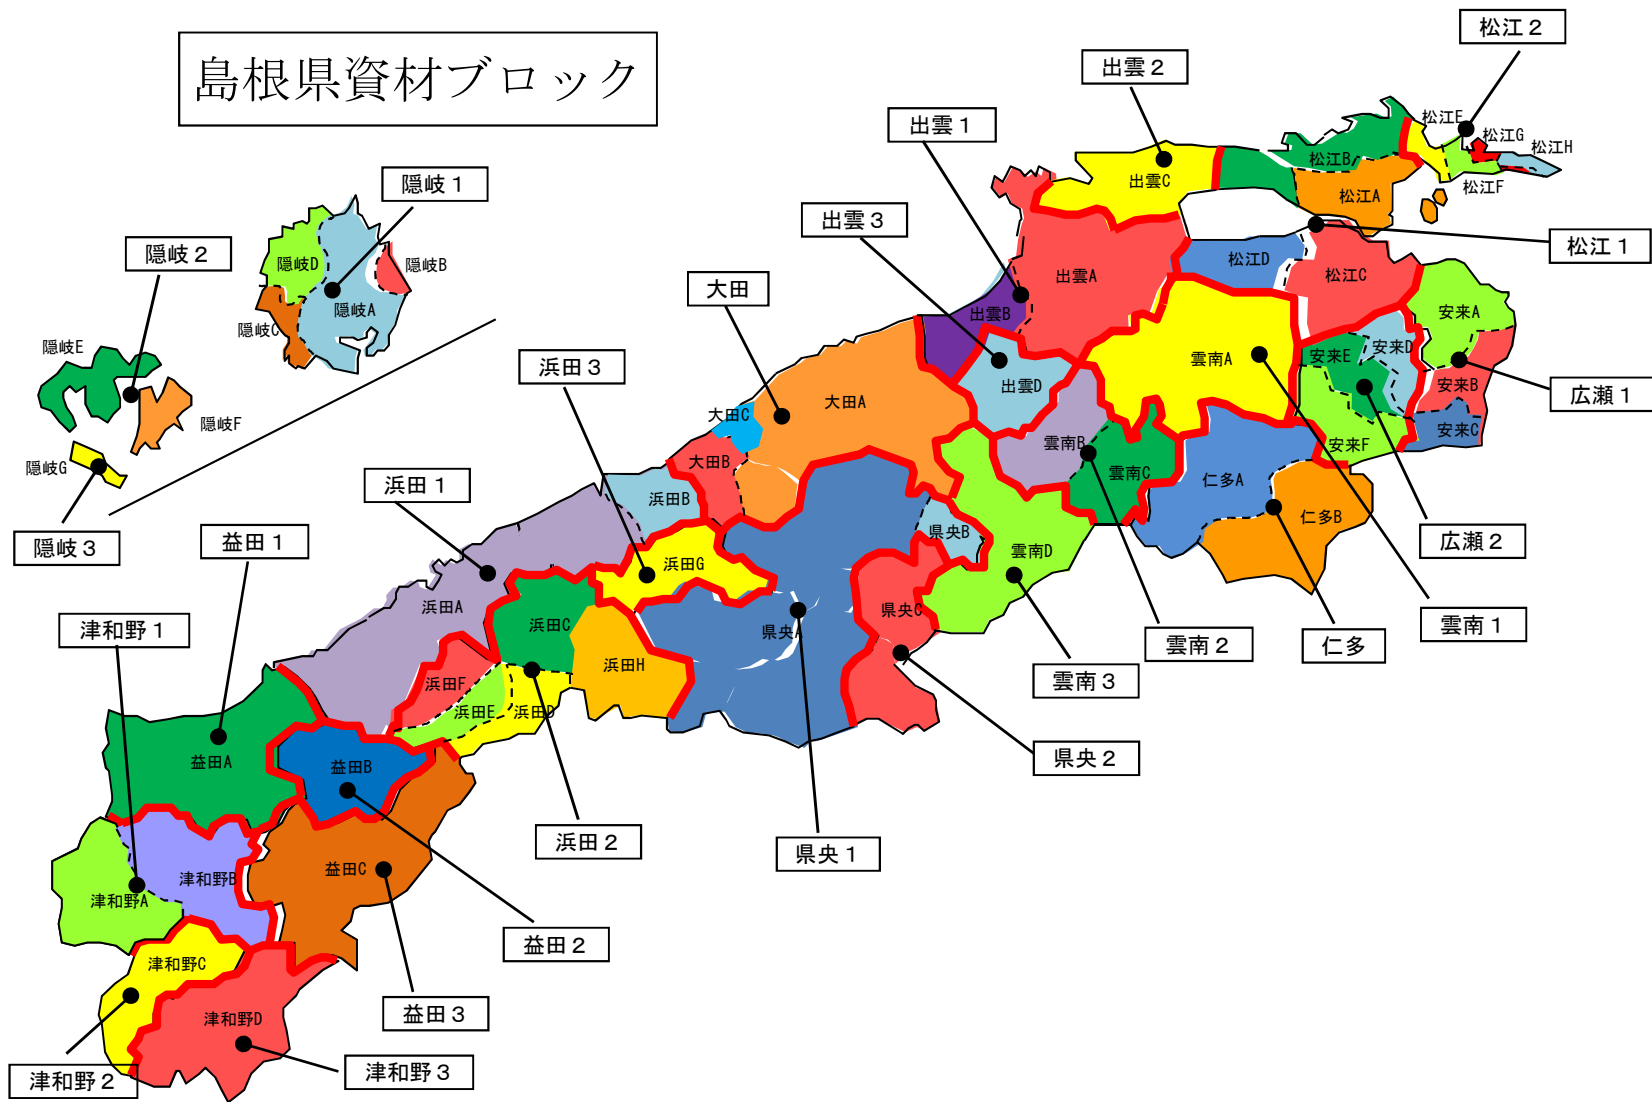 島根県資材ブロック
松江２
出雲２
出雲１
松江E
松江G
松江B
松江H
隠岐１
出雲C
松江F
松江A
出雲３
隠岐２
隠岐D
隠岐B
松江D
松江１
出雲A
松江C
大田
隠岐A
出雲B
安来A
隠岐C
隠岐E
浜田３
雲南A
安来E
安来D
出雲D
安来B
広瀬１
大田A
大田C
隠岐F
雲南B
安来F
安来C
大田B
隠岐G
雲南C
浜田１
浜田B
仁多A
仁多B
県央B
隠岐３
益田１
雲南D
広瀬２
浜田G
浜田A
県央C
津和野１
浜田C
県央A
雲南１
雲南２
仁多
浜田H
浜田F
雲南３
浜田E
浜田D
益田A
益田B
県央２
浜田２
県央１
益田C
津和野B
津和野A
益田２
津和野C
益田３
津和野D
津和野２
津和野３